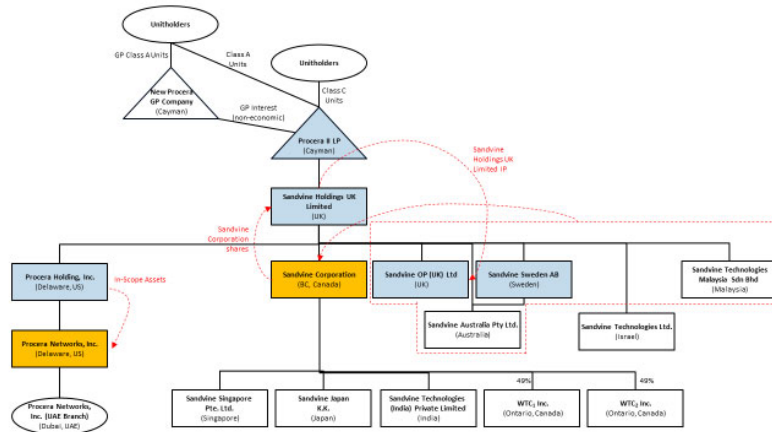 Unitholders
GP Class A Units
Class A
Units
Unitholders
Class C
Units
New Procera
GP Company
(Cayman)
GP Interest
(non-economic)
Procera II LP
(Cayman)
Sandvine
Holdings UK
Limited IP
Sandvine Holdings UK
Limited
(UK)
Sandvine
Corporation
shares
Procera Holding, Inc.
(Delaware, US)
In-Scope Assets
Sandvine Corporation
(BC, Canada)
Sandvine OP (UK) Ltd
(UK)
Sandvine Sweden AB
(Sweden)
Sandvine Technologies
Malaysia Sdn Bhd
(Malaysia)
Sandvine Australia Pty Ltd.
(Australia)
Sandvine Technologies Ltd.
(Israel)
Procera Networks, Inc.
(Delaware, US)
Procera Networks,
Inc. (UAE Branch)
(Dubai, UAE)
49%
49%
Sandvine Singapore
Pte. Ltd.
(Singapore)
Sandvine Japan
K.K.
(Japan)
Sandvine Technologies
(India) Private Limited
(India)
WTC₁ Inc.
(Ontario, Canada)
WTC₂ Inc.
(Ontario, Canada)